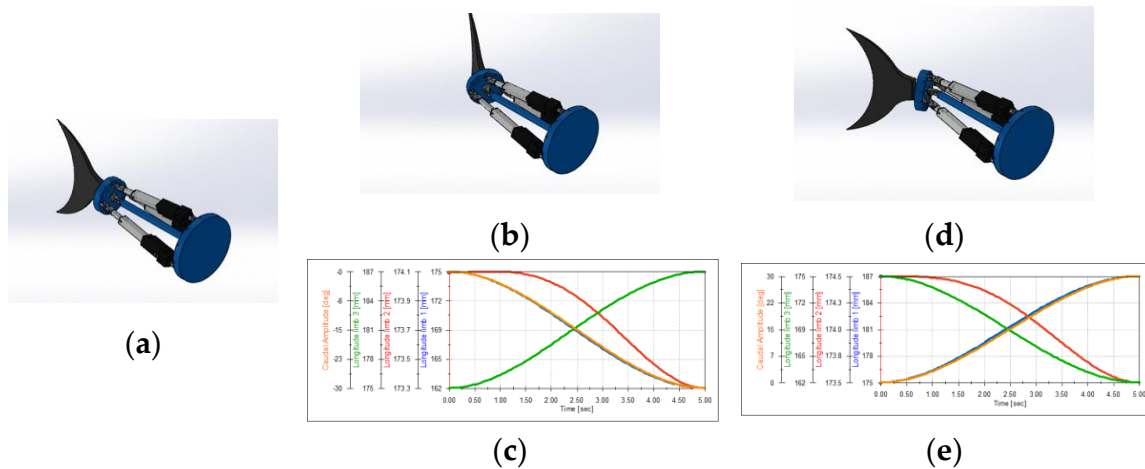 (a)
(b)
(d)
Caudal Amplitude [deg]
-0
-8
-15
-23
-30
Longitude limb 3 [mm]
187
184
181
178
175
Longitude limb 2 [mm]
174.1
173.9
173.7
173.5
173.3
Longitude limb 1 [mm]
175
172
169
165
162
0.00 0.50 1.00 1.50 2.00 2.50 3.00 3.50 4.00 4.50 5.00
Time [sec]
(c)
Caudal Amplitude [deg]
30
22
15
7
0
Longitude limb 3 [mm]
175
172
169
165
162
Longitude limb 2 [mm]
174.5
174.3
174.0
173.8
173.5
Longitude limb 1 [mm]
187
184
181
178
175
0.00 0.50 1.00 1.50 2.00 2.50 3.00 3.50 4.00 4.50 5.00
Time [sec]
(e)